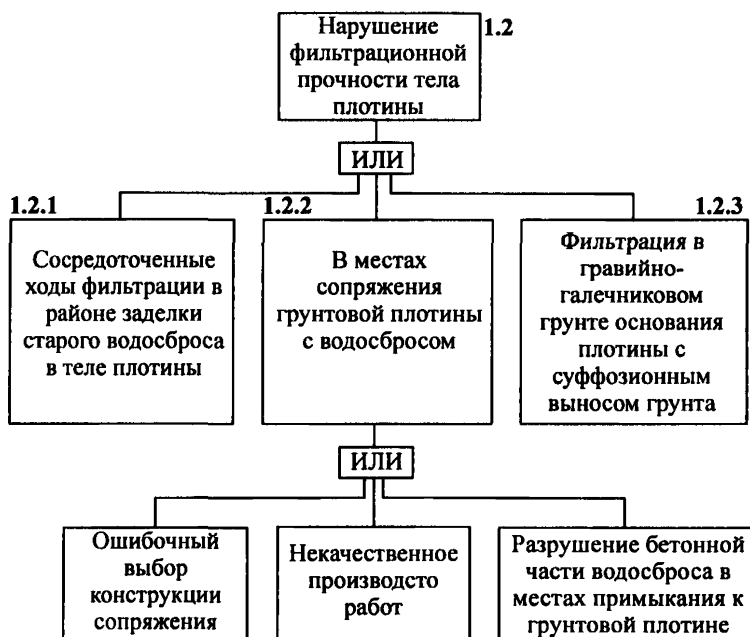 Нарушение
фильтрационной
прочности тела
плотины
1.2
ИЛИ
1.2.1
Сосредоточенные
ходы фильтрации в
районе заделки
старого водосброса
в теле плотины
1.2.2
В местах
сопряжения
грунтовой плотины
с водосбросом
1.2.3
Фильтрация в
гравийно-
галечниковом
грунте основания
плотины с
суффозионным
выносом грунта
ИЛИ
Ошибочный
выбор
конструкции
сопряжения
Некачественное
производсто
работ
Разрушение бетонной
части водосброса в
местах примыкания к
грунтовой плотине